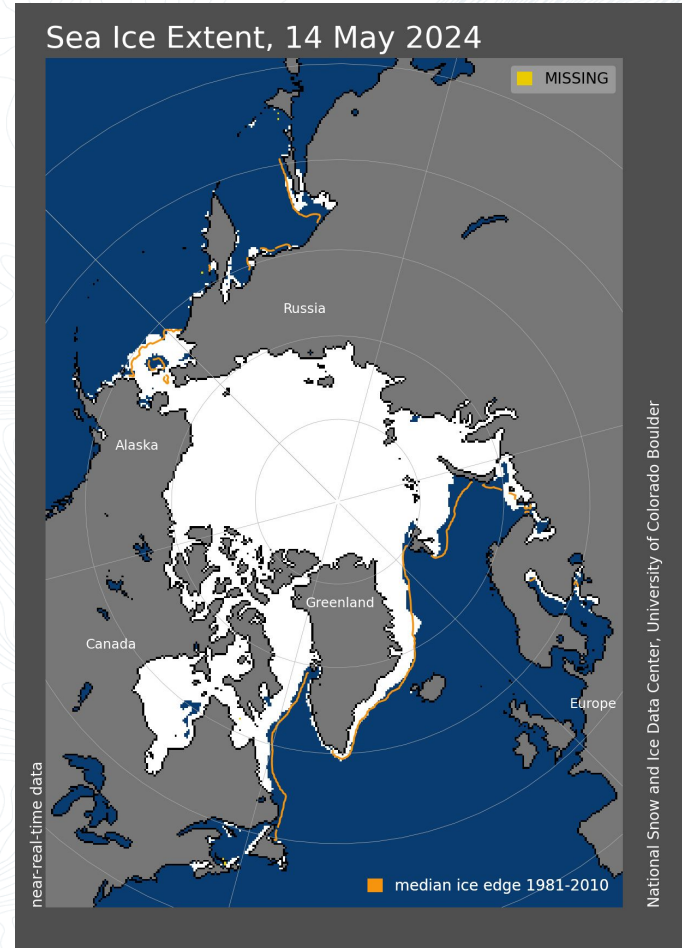 Sea Ice Extent, 14 May 2024
MISSING
Russia
Alaska
Greenland
Canada
Europe
median ice edge 1981-2010
near-real-time data
National Snow and Ice Data Center, University of Colorado Boulder